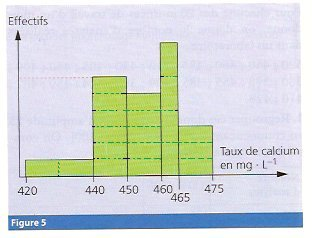 Effectifs
Taux de calcium
en mg · L⁻¹
420 440 450 460 465 475
Figure 5